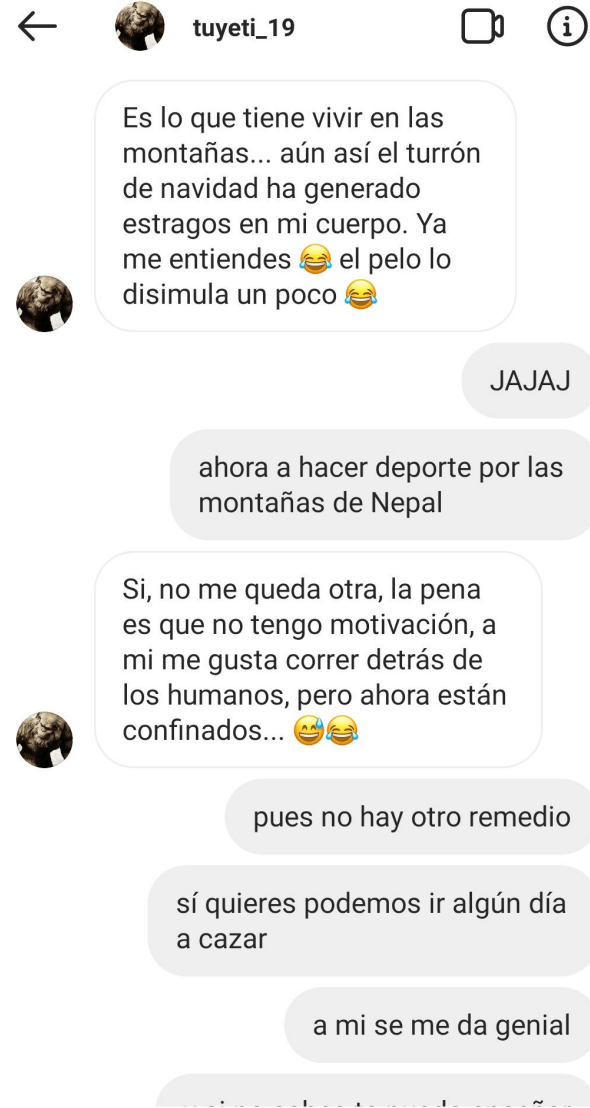 tuyeti_19
Es lo que tiene vivir en las
montañas... aún así el turrón
de navidad ha generado
estragos en mi cuerpo. Ya
me entiendes 😂 el pelo lo
disimula un poco 😂
JAJAJ
ahora a hacer deporte por las
montañas de Nepal
Si, no me queda otra, la pena
es que no tengo motivación, a
mi me gusta correr detrás de
los humanos, pero ahora están
confinados... 😅😂
pues no hay otro remedio
sí quieres podemos ir algún día
a cazar
a mi se me da genial